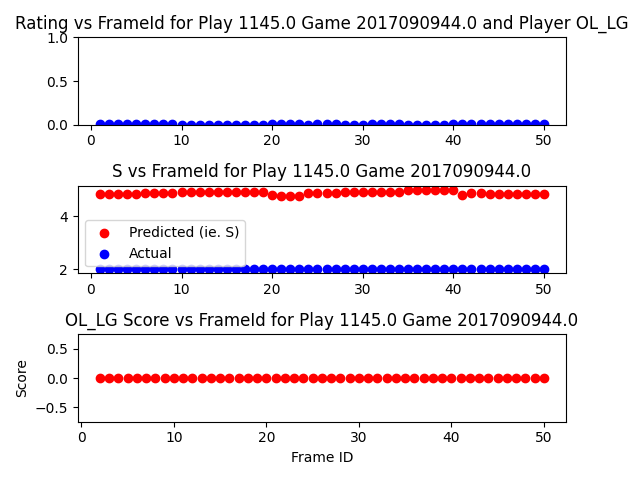 Rating vs FrameId for Play 1145.0 Game 2017090944.0 and Player OL_LG
1.0
0.5
0.0
0 10 20 30 40 50
S vs FrameId for Play 1145.0 Game 2017090944.0
4
Predicted (ie. S)
Actual
2
0 10 20 30 40 50
OL_LG Score vs FrameId for Play 1145.0 Game 2017090944.0
0.5
0.0
−0.5
Score
0 10 20 30 40 50
Frame ID